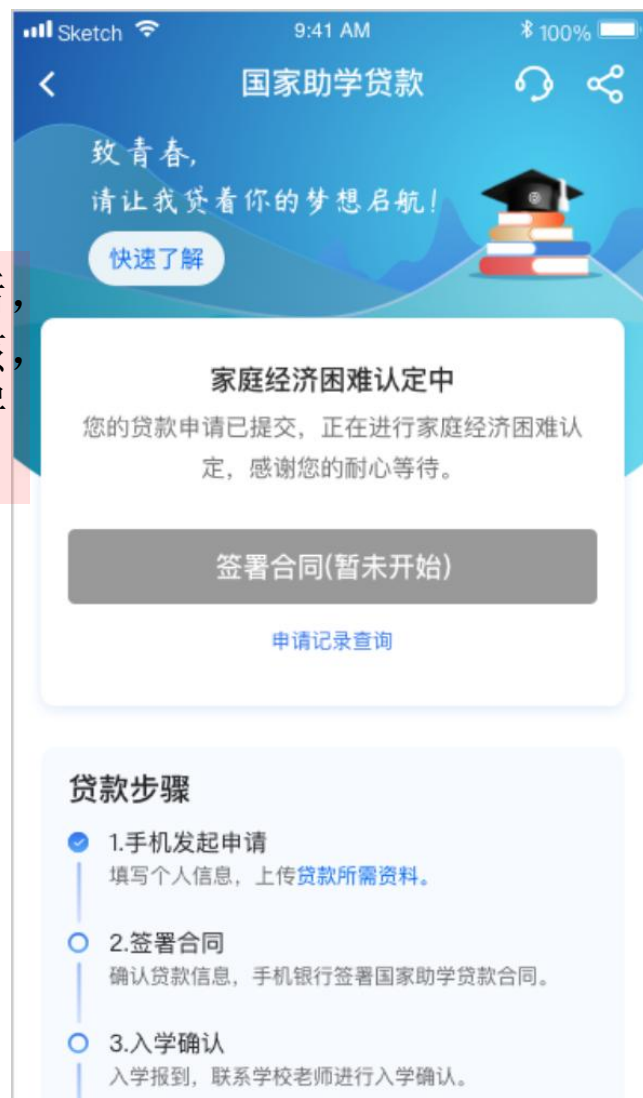 Sketch 9:41 AM 100%
国家助学贷款
致青春,
请让我贷着你的梦想启航!
快速了解
家庭经济困难认定中
您的贷款申请已提交，正在进行家庭经济困难认
定，感谢您的耐心等待。
签署合同(暂未开始)
申请记录查询
贷款步骤
1.手机发起申请
填写个人信息，上传贷款所需资料。
2.签署合同
确认贷款信息，手机银行签署国家助学贷款合同。
3.入学确认
入学报到，联系学校老师进行入学确认。